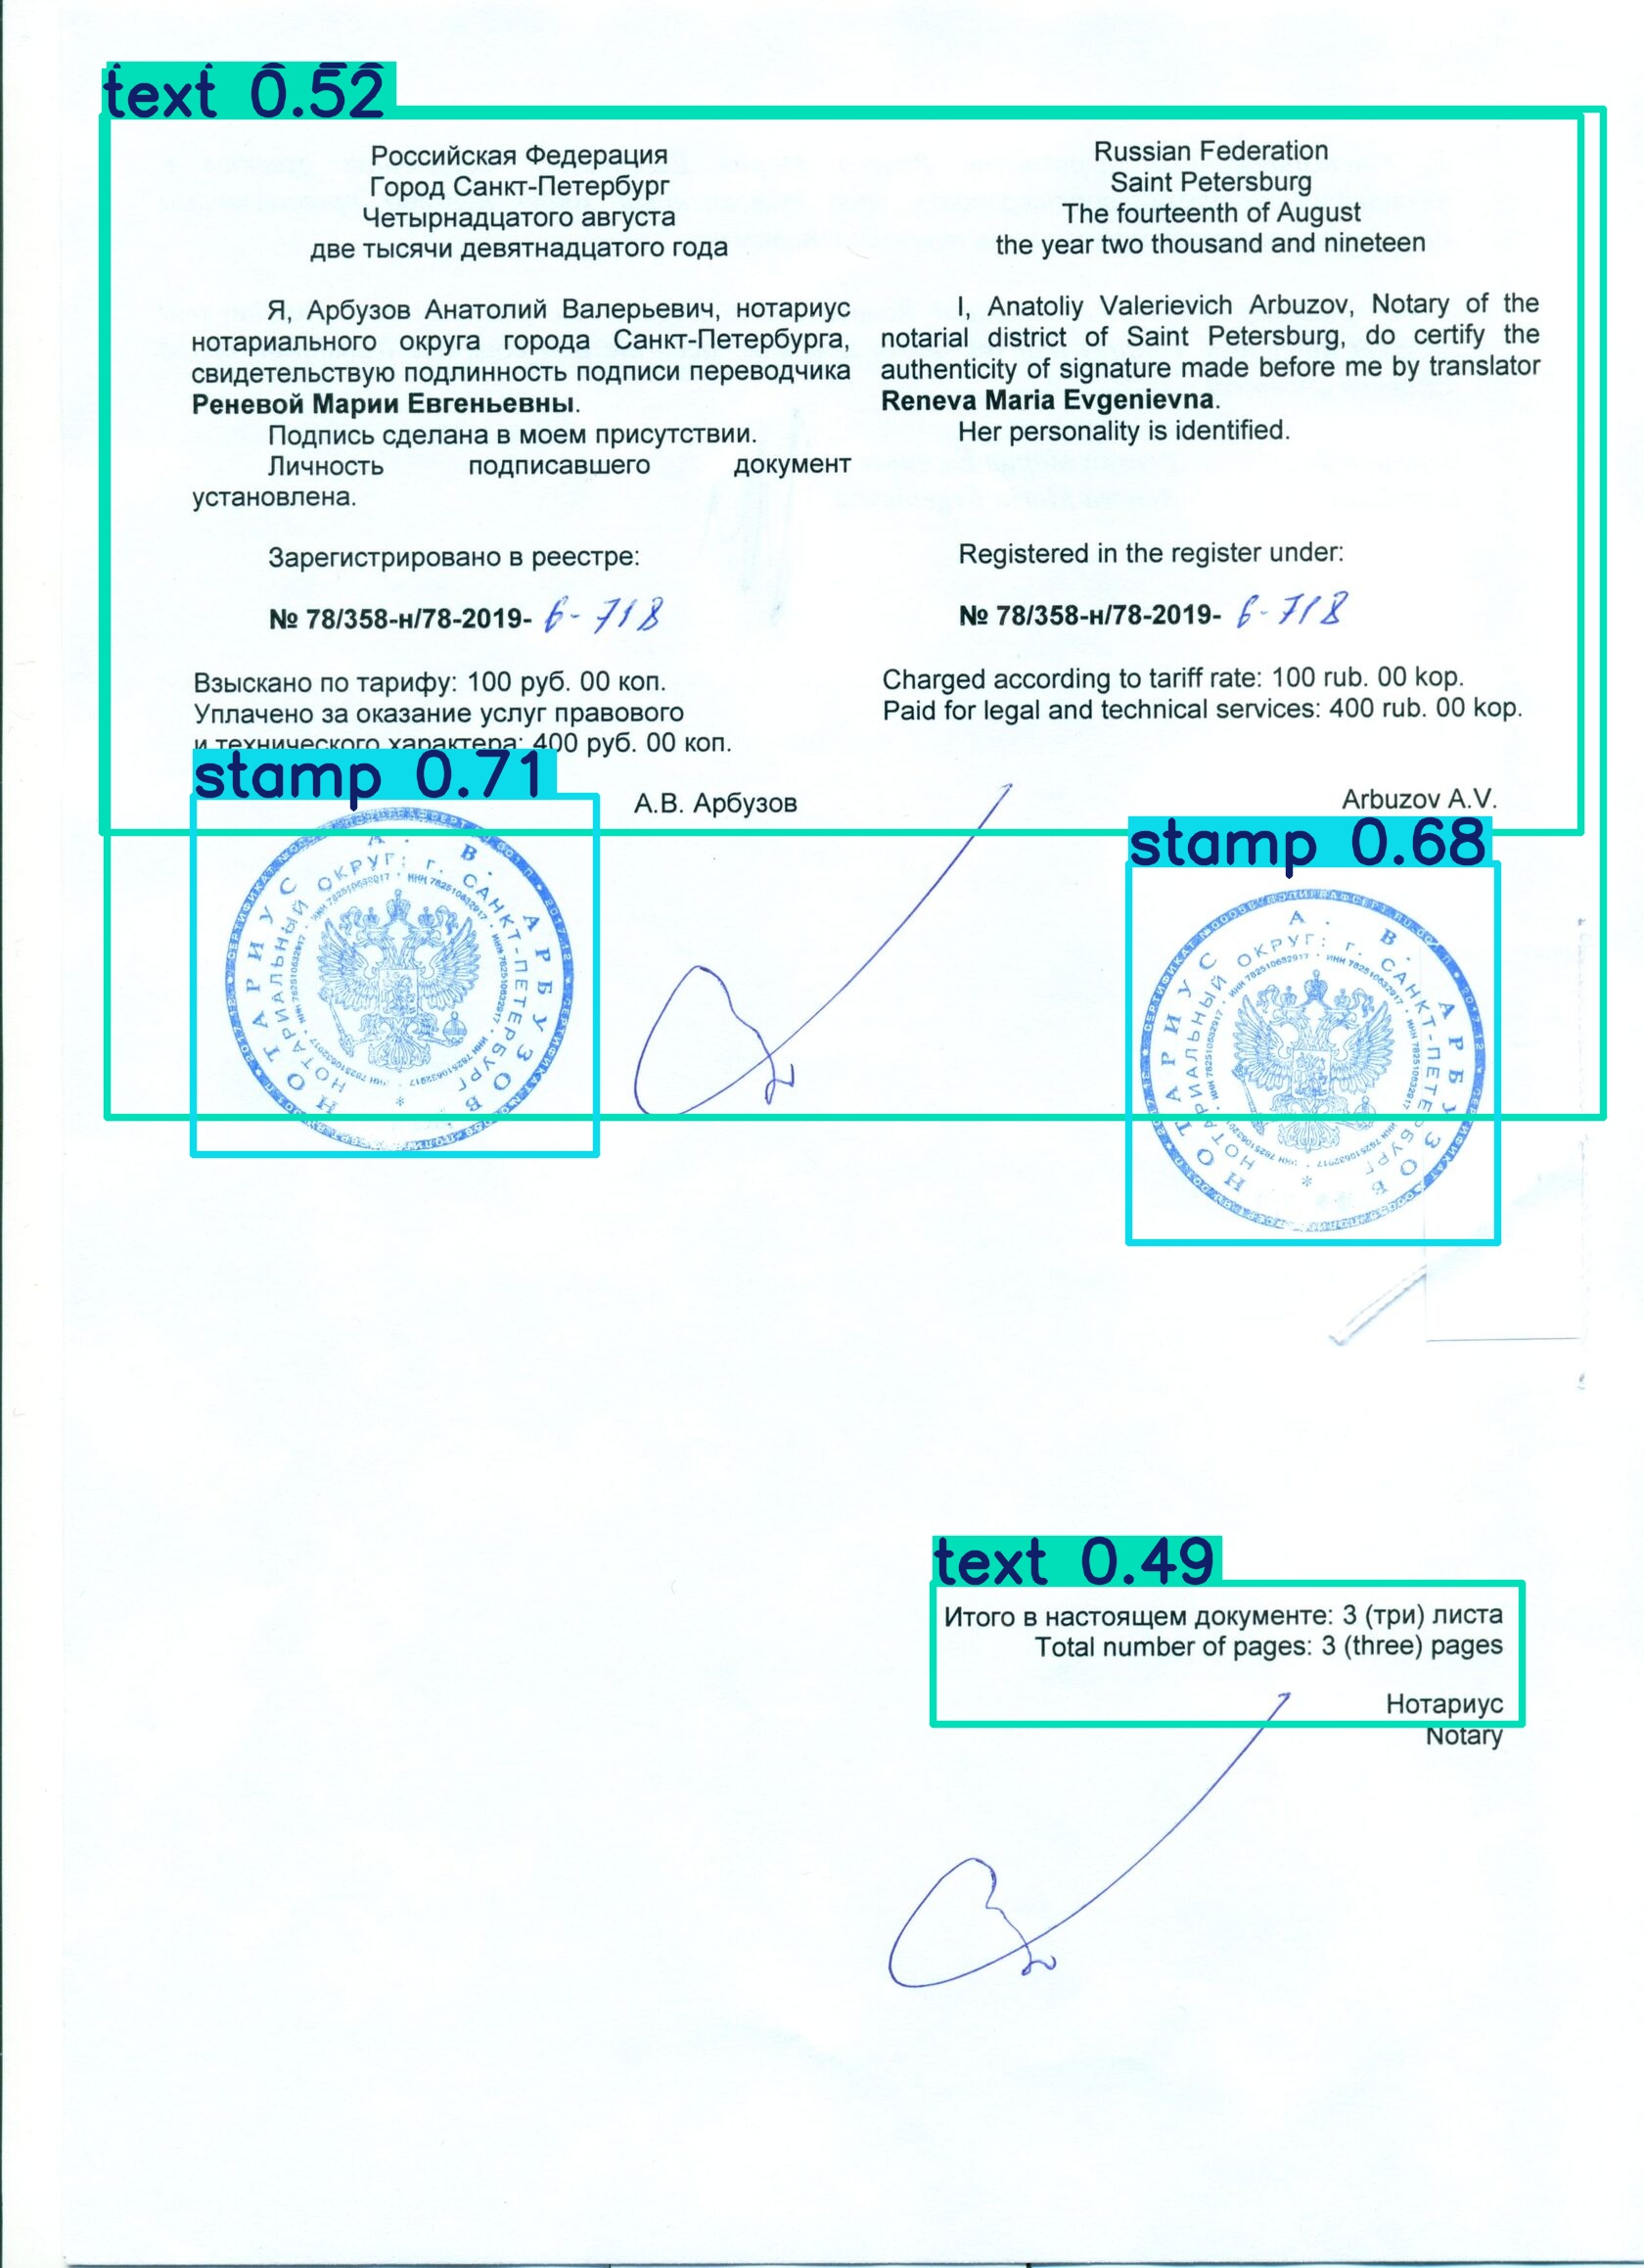 text 0.52
Российская Федерация
Город Санкт-Петербург
Четырнадцатого августа
две тысячи девятнадцатого года
Я, Арбузов Анатолий Валерьевич, нотариус
нотариального округа города Санкт-Петербурга,
свидетельствую подлинность подписи переводчика
Реневой Марии Евгеньевны.
Подпись сделана в моем присутствии.
Личность подписавшего документ
установлена.
Зарегистрировано в реестре:
№ 78/358-н/78-2019- 6-718
Взыскано по тарифу: 100 руб. 00 коп.
Уплачено за оказание услуг правового
и технического характера: 400 руб. 00 коп.
А.В. Арбузов
Russian Federation
Saint Petersburg
The fourteenth of August
the year two thousand and nineteen
I, Anatoliy Valerievich Arbuzov, Notary of the
notarial district of Saint Petersburg, do certify the
authenticity of signature made before me by translator
Reneva Maria Evgenievna.
Her personality is identified.
Registered in the register under:
№ 78/358-н/78-2019- 6-718
Charged according to tariff rate: 100 rub. 00 kop.
Paid for legal and technical services: 400 rub. 00 kop.
Arbuzov A.V.
stamp 0.71
НОТАРИУС А. В. АРБУЗОВ
НОТАРИАЛЬНЫЙ ОКРУГ: г. САНКТ-ПЕТЕРБУРГ
ИНН 782510632917
stamp 0.68
НОТАРИУС А. В. АРБУЗОВ
НОТАРИАЛЬНЫЙ ОКРУГ: г. САНКТ-ПЕТЕРБУРГ
ИНН 782510632917
text 0.49
Итого в настоящем документе: 3 (три) листа
Total number of pages: 3 (three) pages
Нотариус
Notary